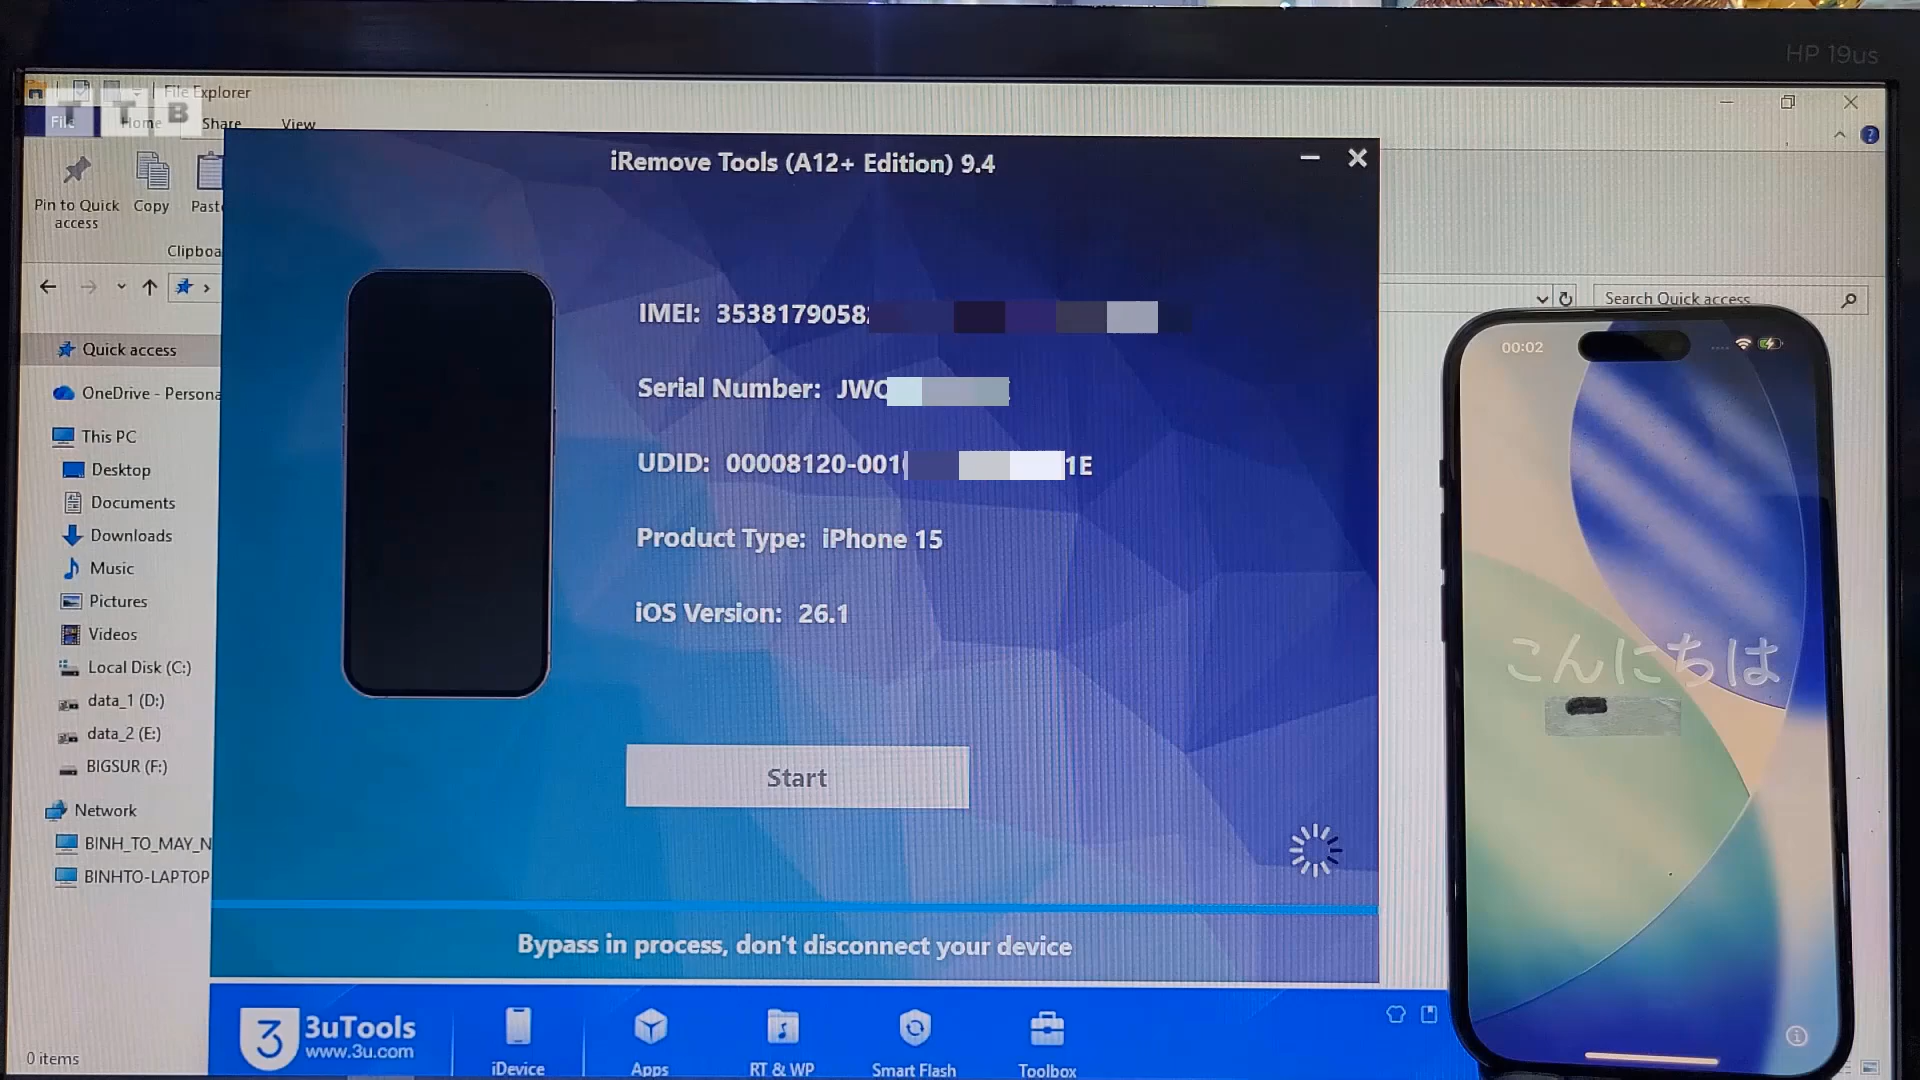 HP 19us
File Explorer
T T B
File Home Share View
iRemove Tools (A12+ Edition) 9.4
Pin to Quick access
Copy
Paste
Clipboa
Search Quick access
IMEI: 3538179058
Serial Number: JWC
UDID: 00008120-001 1E
Product Type: iPhone 15
iOS Version: 26.1
Start
Bypass in process, don't disconnect your device
Quick access
OneDrive - Persona
This PC
Desktop
Documents
Downloads
Music
Pictures
Videos
Local Disk (C:)
data_1 (D:)
data_2 (E:)
BIGSUR (F:)
Network
BINH_TO_MAY_N
BINHTO-LAPTOP
0 items
3 3uTools
www.3u.com
iDevice
Apps
RT & WP
Smart Flash
Toolbox
00:02
こんにちは